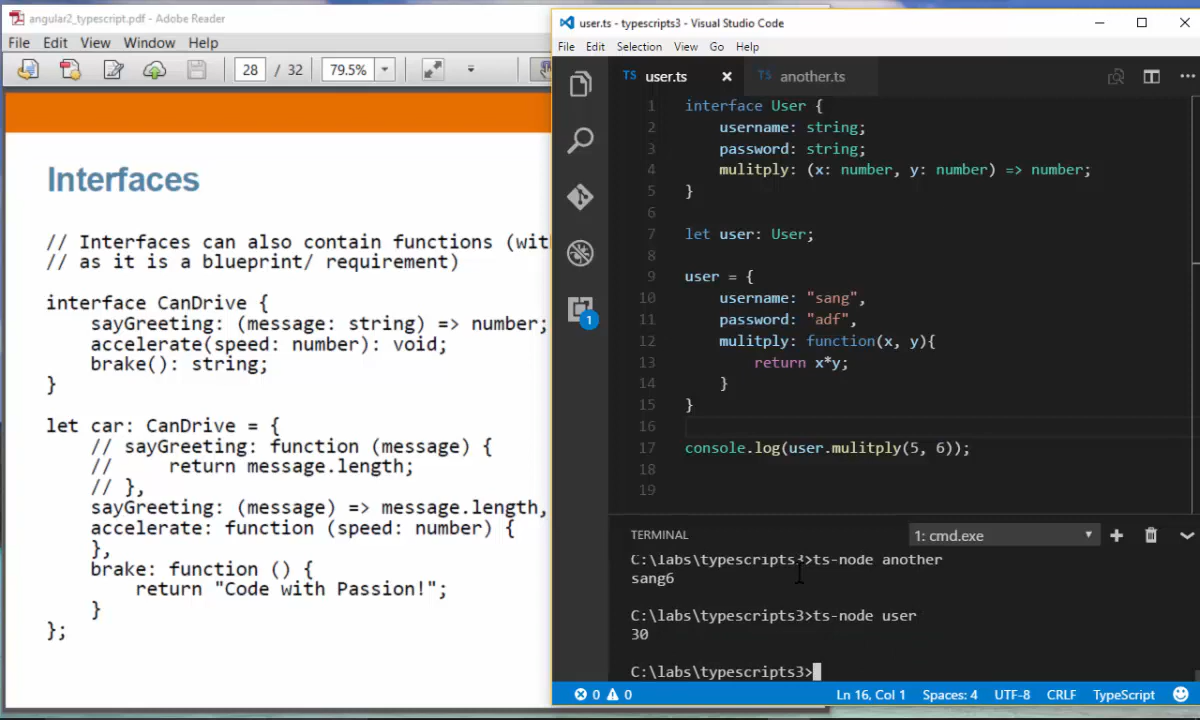 angular2_typescript.pdf - Adobe Reader
File Edit View Window Help
28 / 32 79.5%
Interfaces
// Interfaces can also contain functions (wit
// as it is a blueprint/ requirement)
interface CanDrive {
sayGreeting: (message: string) => number;
accelerate(speed: number): void;
brake(): string;
}
let car: CanDrive = {
// sayGreeting: function (message) {
//     return message.length;
// },
sayGreeting: (message) => message.length,
accelerate: function (speed: number) {
},
brake: function () {
return "Code with Passion!";
}
};
user.ts - typescripts3 - Visual Studio Code
File Edit Selection View Go Help
TS user.ts TS another.ts
1 interface User {
2 username: string;
3 password: string;
4 mulitply: (x: number, y: number) => number;
5 }
6
7 let user: User;
8
9 user = {
10 username: "sang",
11 password: "adf",
12 mulitply: function(x, y){
13 return x*y;
14 }
15 }
16
17 console.log(user.mulitply(5, 6));
18
19
1
TERMINAL 1: cmd.exe
C:\labs\typescripts3>ts-node another
sang6
C:\labs\typescripts3>ts-node user
30
C:\labs\typescripts3>
0 0 Ln 16, Col 1 Spaces: 4 UTF-8 CRLF TypeScript